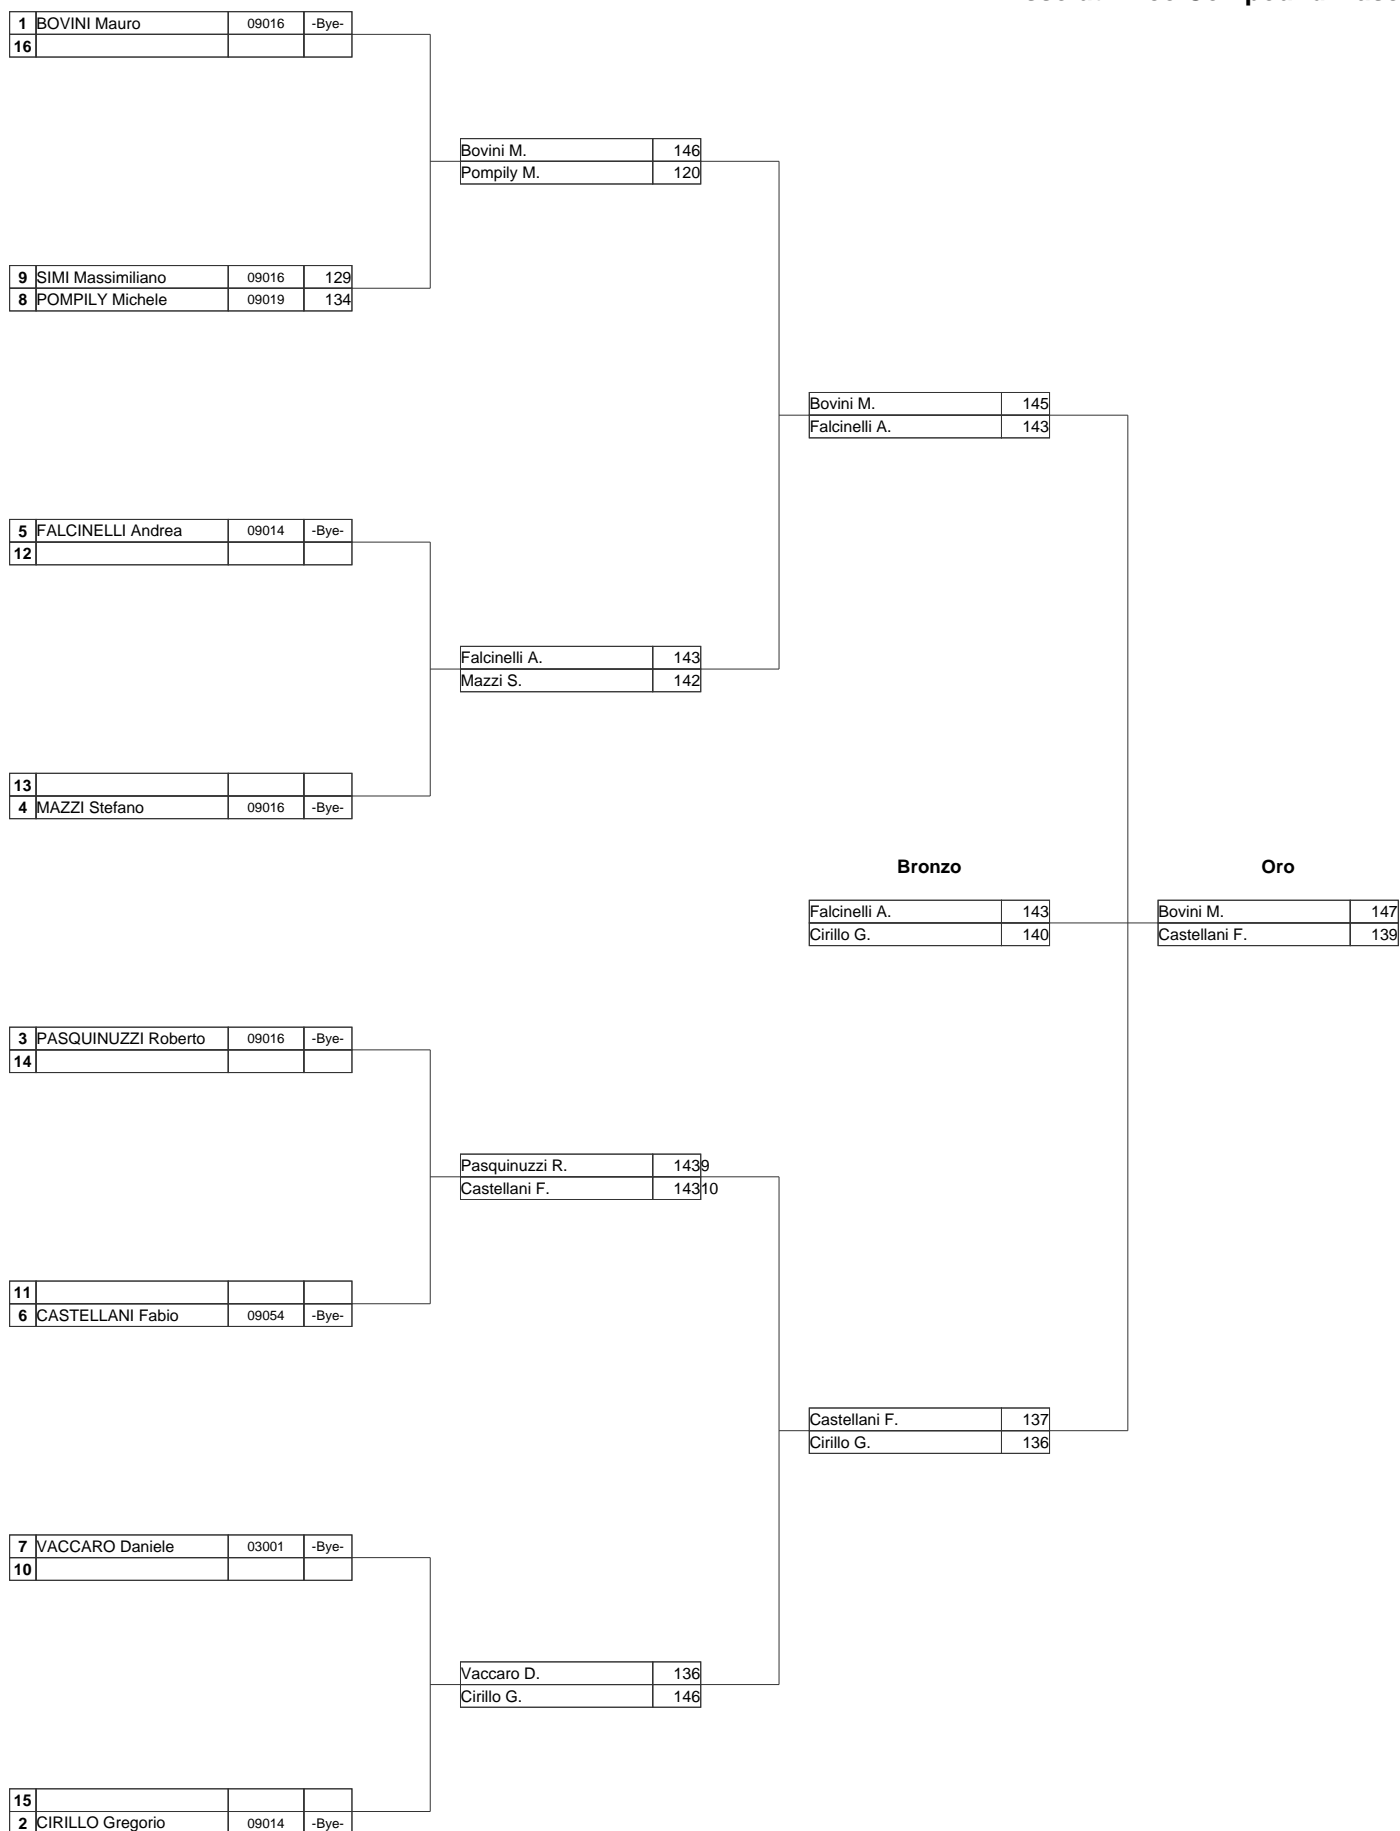 1 BOVINI Mauro 09016 -Bye-
16
Bovini M. 146
Pompily M. 120
9 SIMI Massimiliano 09016 129
8 POMPILY Michele 09019 134
Bovini M. 145
Falcinelli A. 143
5 FALCINELLI Andrea 09014 -Bye-
12
Falcinelli A. 143
Mazzi S. 142
13
4 MAZZI Stefano 09016 -Bye-
Bronzo Oro
Falcinelli A. 143 Bovini M. 147
Cirillo G. 140 Castellani F. 139
3 PASQUINUZZI Roberto 09016 -Bye-
14
Pasquinuzzi R. 143 9
Castellani F. 143 10
11
6 CASTELLANI Fabio 09054 -Bye-
Castellani F. 137
Cirillo G. 136
7 VACCARO Daniele 03001 -Bye-
10
Vaccaro D. 136
Cirillo G. 146
15
2 CIRILLO Gregorio 09014 -Bye-